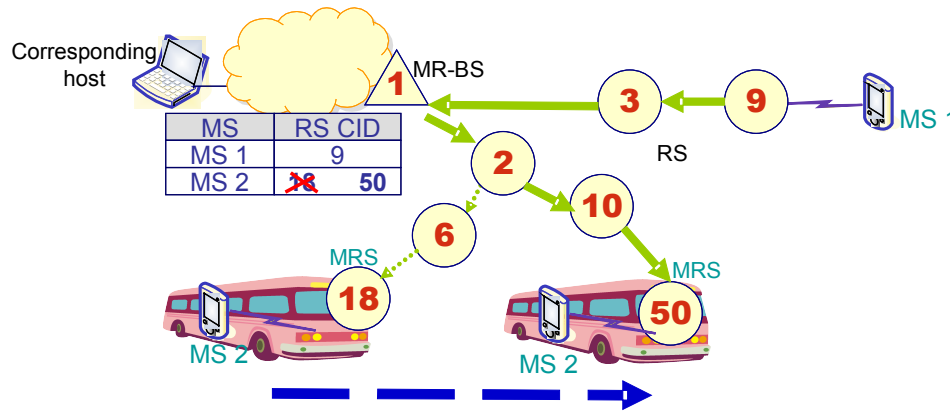 Corresponding
host
1
MR-BS
3
9
MS 1
RS
MS RS CID
MS 1 9
MS 2 18 50
2
6
10
MRS
18
MS 2
MRS
50
MS 2